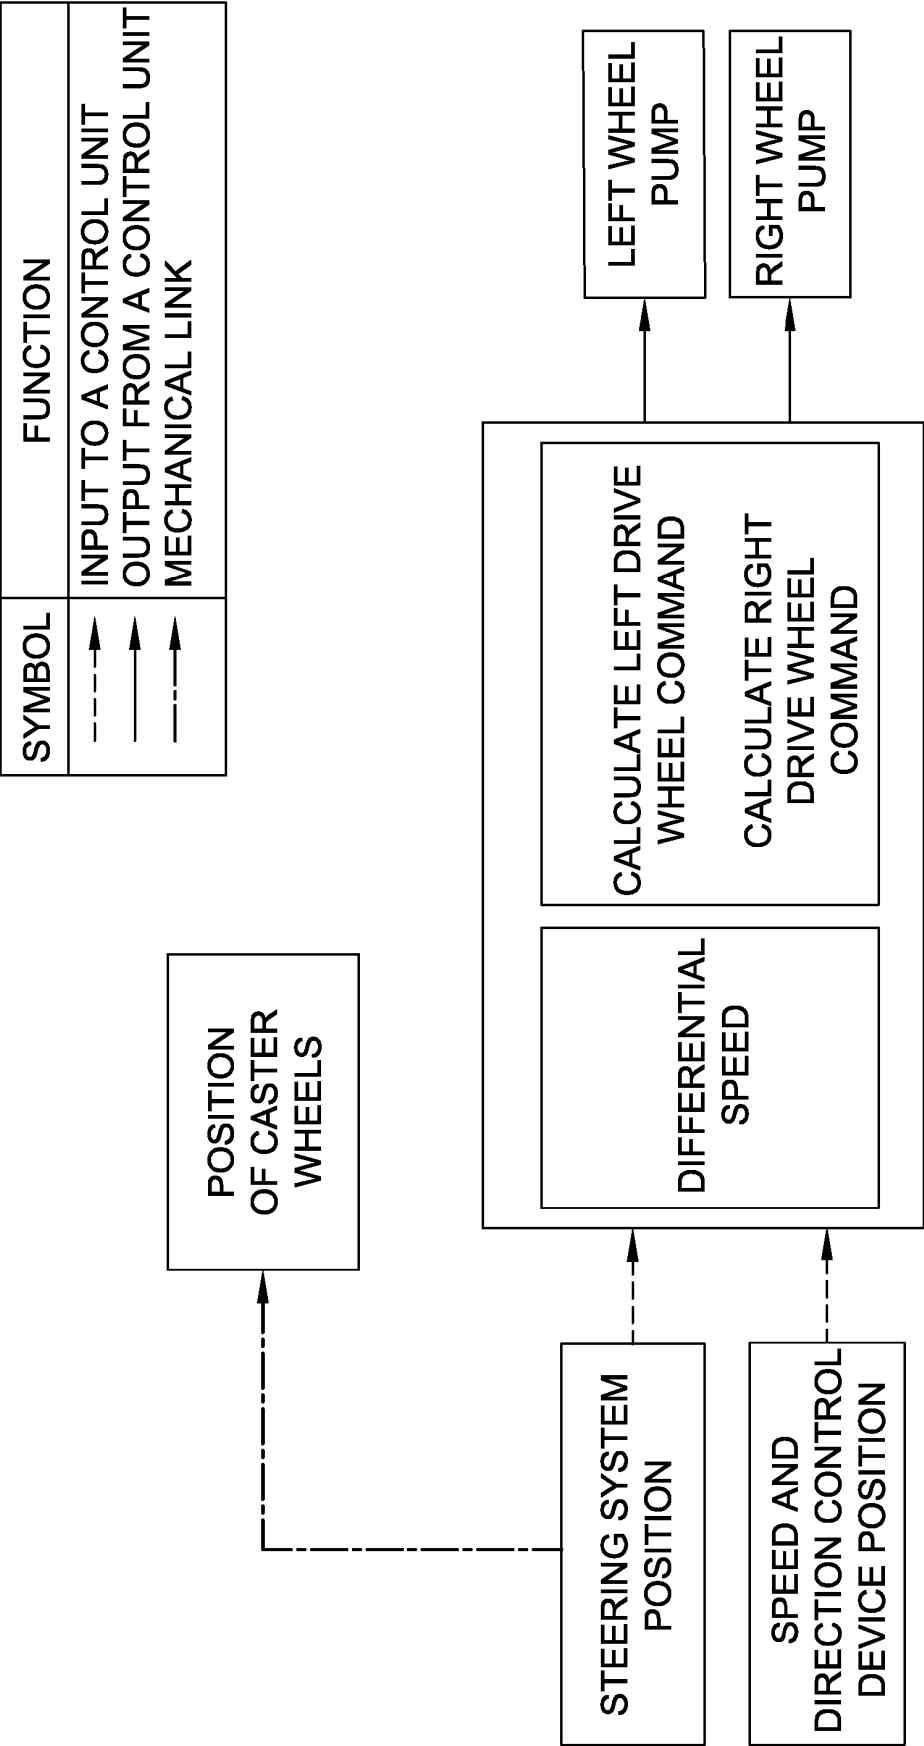 SYMBOL
FUNCTION
INPUT TO A CONTROL UNIT
OUTPUT FROM A CONTROL UNIT
MECHANICAL LINK
POSITION
OF CASTER
WHEELS
STEERING SYSTEM
POSITION
SPEED AND
DIRECTION CONTROL
DEVICE POSITION
DIFFERENTIAL
SPEED
CALCULATE LEFT DRIVE
WHEEL COMMAND
CALCULATE RIGHT
DRIVE WHEEL
COMMAND
LEFT WHEEL
PUMP
RIGHT WHEEL
PUMP